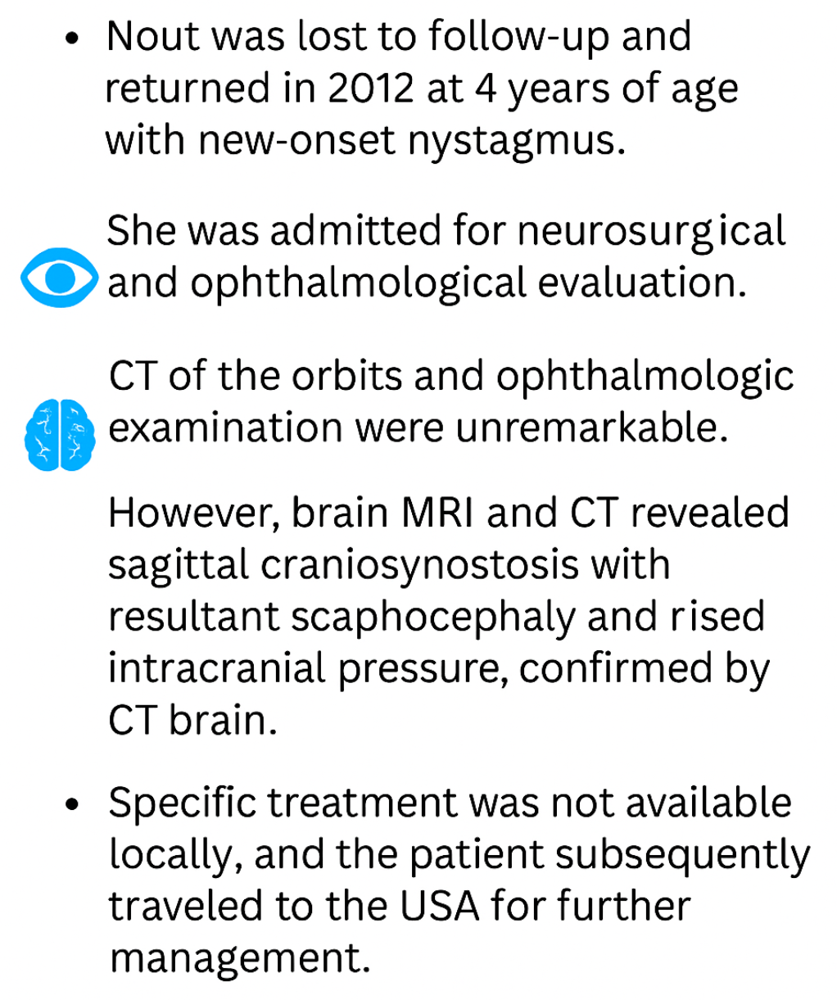 • Nout was lost to follow-up and
returned in 2012 at 4 years of age
with new-onset nystagmus.
She was admitted for neurosurgical
and ophthalmological evaluation.
CT of the orbits and ophthalmologic
examination were unremarkable.
However, brain MRI and CT revealed
sagittal craniosynostosis with
resultant scaphocephaly and rised
intracranial pressure, confirmed by
CT brain.
• Specific treatment was not available
locally, and the patient subsequently
traveled to the USA for further
management.